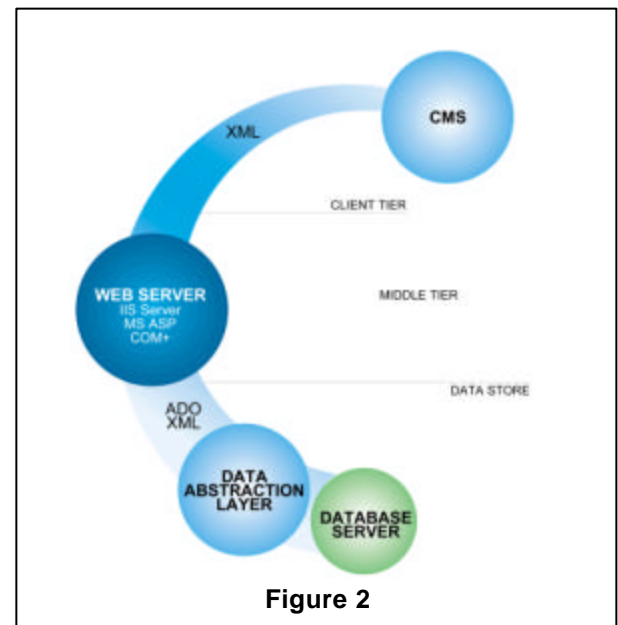 CMS
XML
CLIENT TIER
WEB SERVER
IIS Server
MS ASP
COM+
MIDDLE TIER
DATA STORE
ADO
XML
DATA
ABSTRACTION
LAYER
DATABASE
SERVER
Figure 2